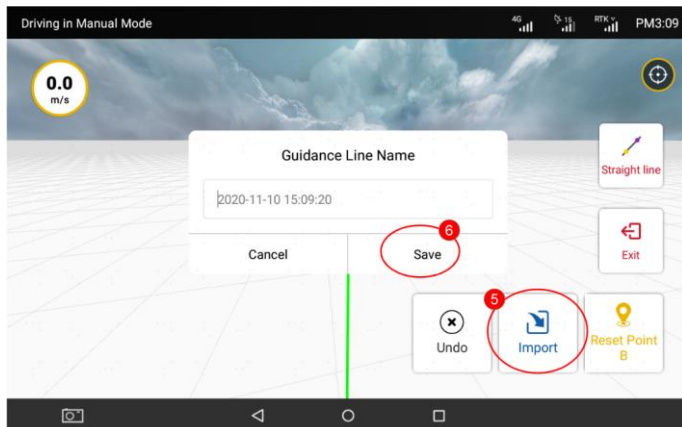 Driving in Manual Mode
4G
15
RTK
PM3:09
0.0
m/s
Guidance Line Name
Straight line
2020-11-10 15:09:20
6
Cancel
Save
Exit
5
Undo
Import
Reset Point
B